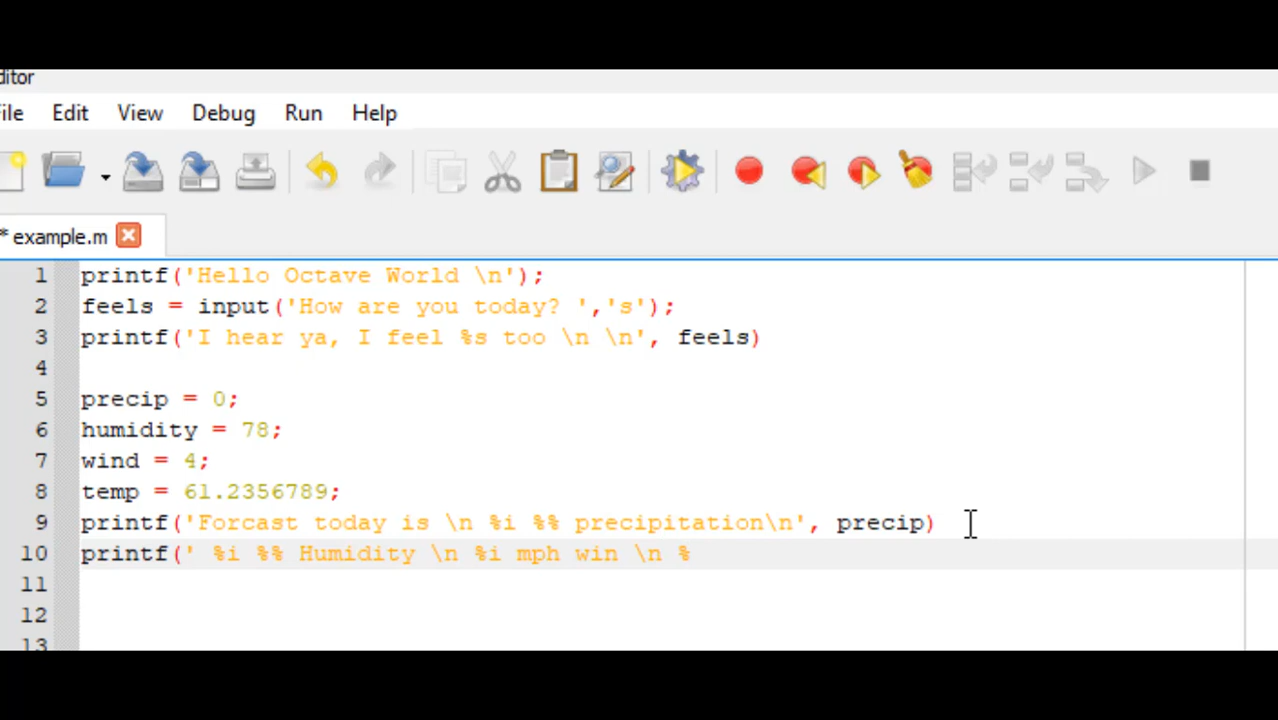 ditor
File Edit View Debug Run Help
* example.m
1 printf('Hello Octave World \n');
2 feels = input('How are you today? ','s');
3 printf('I hear ya, I feel %s too \n \n', feels)
4
5 precip = 0;
6 humidity = 78;
7 wind = 4;
8 temp = 61.2356789;
9 printf('Forcast today is \n %i %% precipitation\n', precip)
10 printf(' %i %% Humidity \n %i mph win \n %
11
12
13